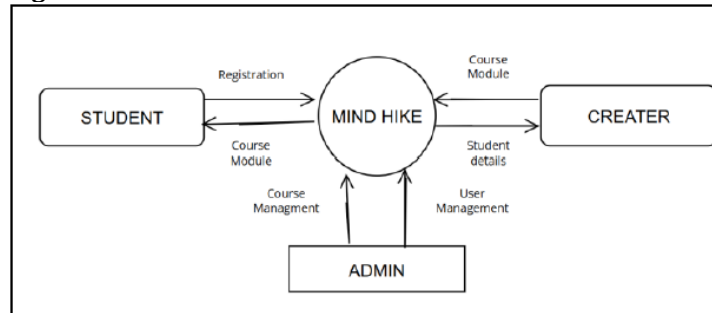 Registration
Course
Module
STUDENT
MIND HIKE
CREATER
Course
Module
Student
details
Course
Managment
User
Management
ADMIN